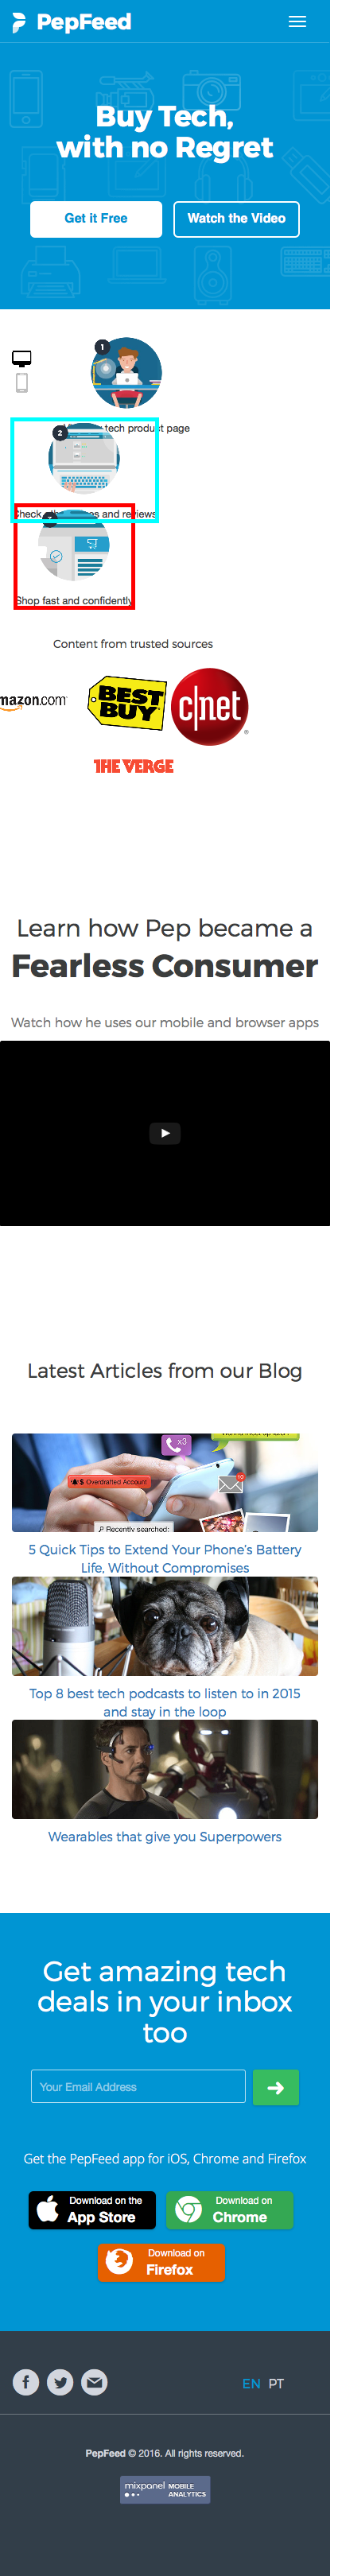 PepFeed
Buy Tech,
with no Regret
Get it Free
Watch the Video
1
tech product page
2
Check
and reviews
Shop fast and confidently
Content from trusted sources
mazon.com
BEST
BUY
c|net
THE VERGE
Learn how Pep became a
Fearless Consumer
Watch how he uses our mobile and browser apps
Latest Articles from our Blog
x3
Overdrafted Account
10
Recently searched:
5 Quick Tips to Extend Your Phone's Battery
Life, Without Compromises
Top 8 best tech podcasts to listen to in 2015
and stay in the loop
Wearables that give you Superpowers
Get amazing tech
deals in your inbox
too
Your Email Address
Get the PepFeed app for iOS, Chrome and Firefox
Download on the
App Store
Download on
Chrome
Download on
Firefox
EN PT
PepFeed © 2016. All rights reserved.
mixpanel MOBILE
ANALYTICS